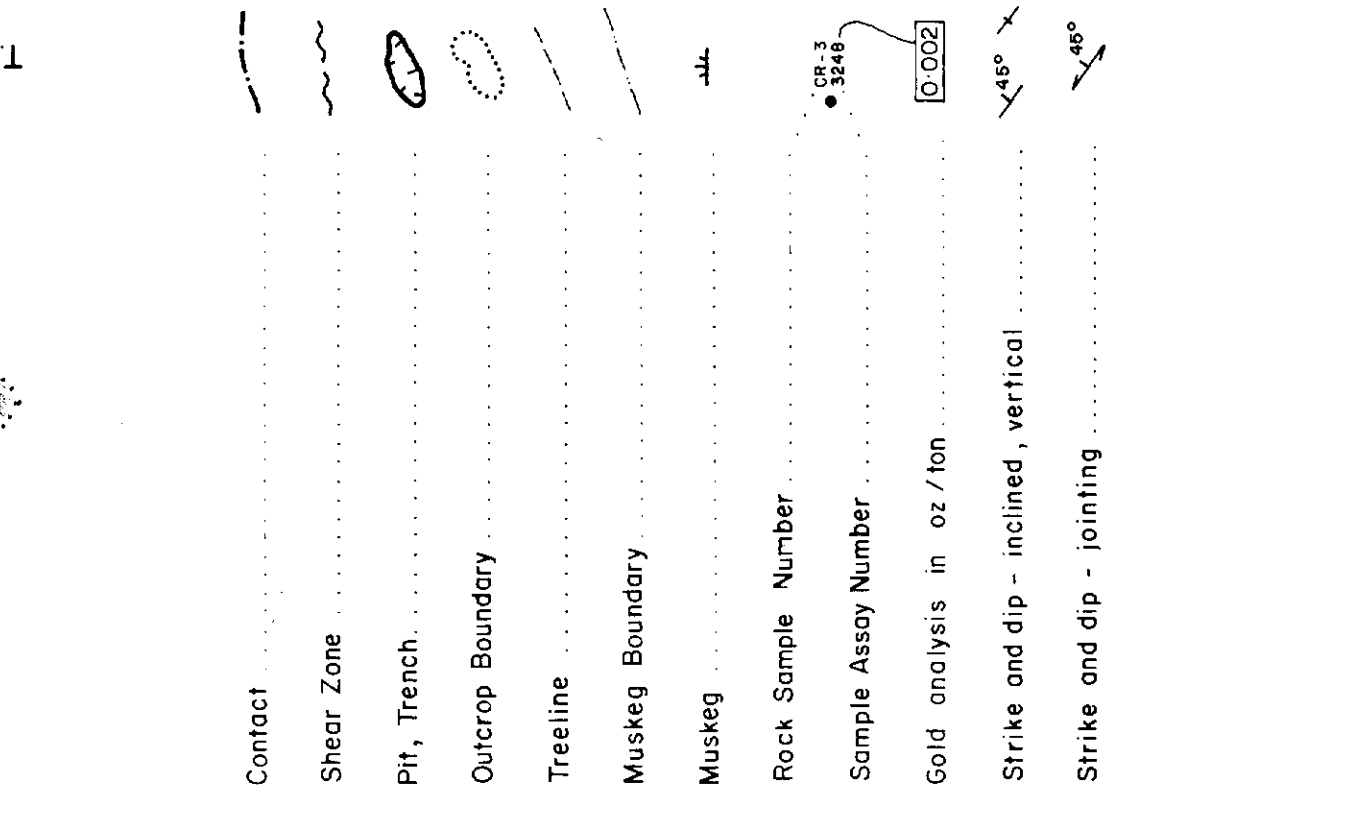 Contact
Shear Zone
Pit, Trench
Outcrop Boundary
Treeline
Muskeg Boundary
Muskeg
Rock Sample Number
CR-3
Sample Assay Number
3248
Gold analysis in oz/ton
0.002
Strike and dip - inclined, vertical
45°
Strike and dip - jointing
45°